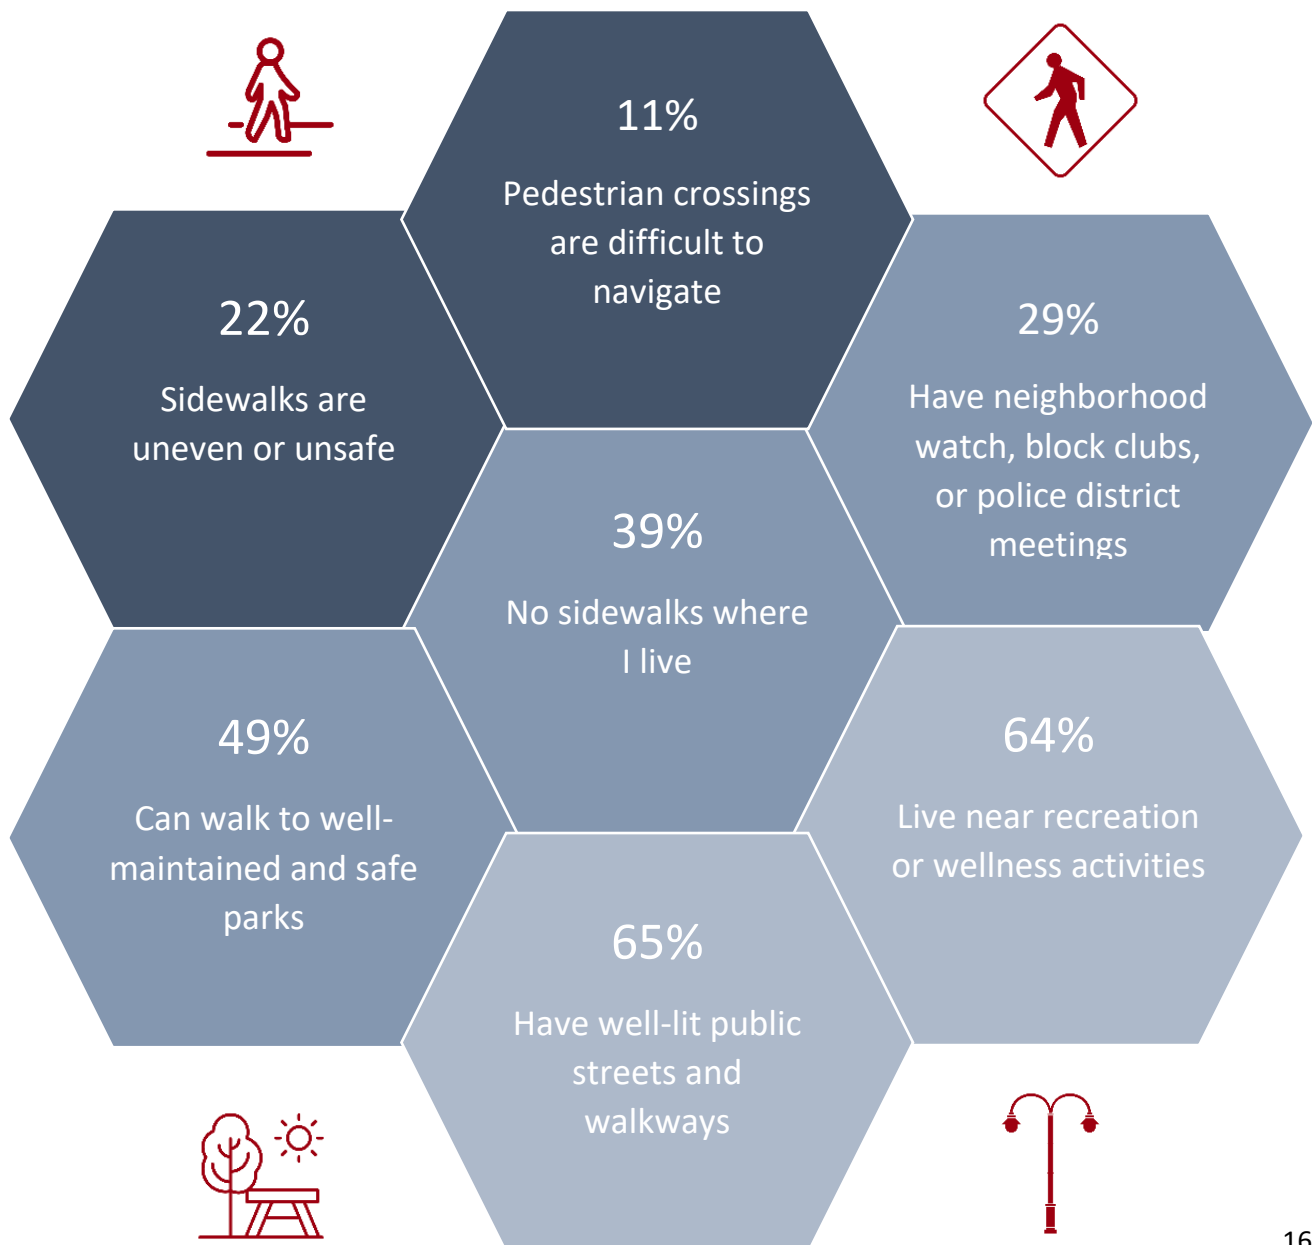 11%
Pedestrian crossings
are difficult to
navigate
22%
Sidewalks are
uneven or unsafe
29%
Have neighborhood
watch, block clubs,
or police district
meetings
39%
No sidewalks where
I live
49%
Can walk to well-
maintained and safe
parks
64%
Live near recreation
or wellness activities
65%
Have well-lit public
streets and
walkways
16